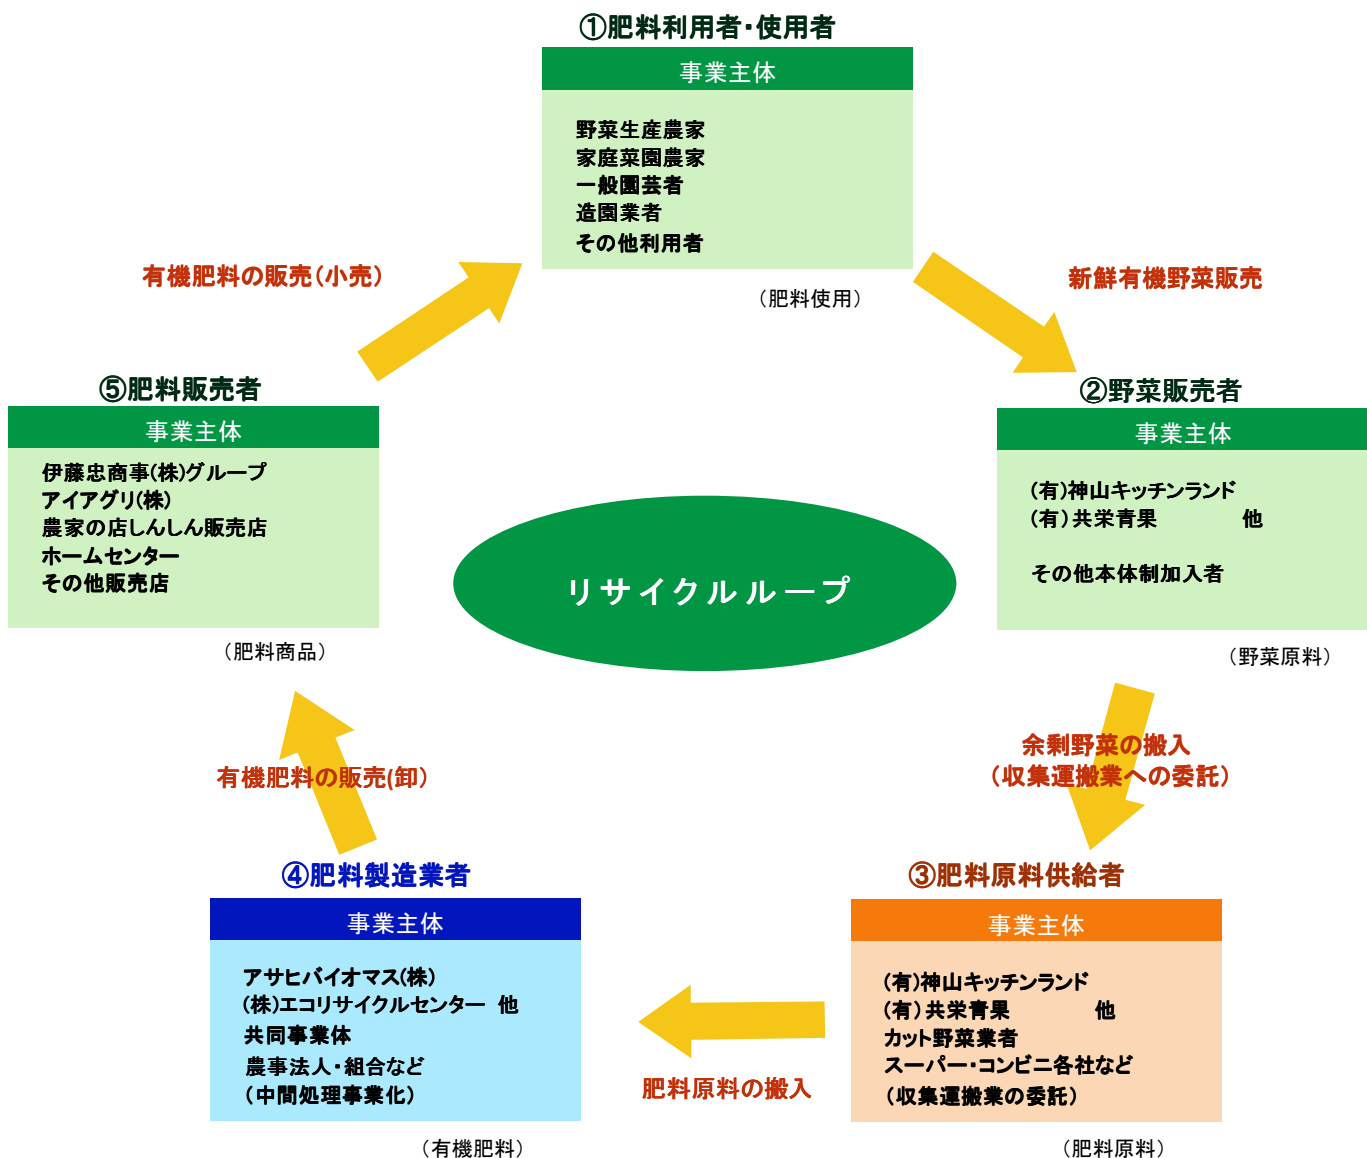 ①肥料利用者・使用者
事業主体
野菜生産農家
家庭菜園農家
一般園芸者
造園業者
その他利用者
（肥料使用）
有機肥料の販売（小売）
新鮮有機野菜販売
⑤肥料販売者
事業主体
伊藤忠商事(株)グループ
アイアグリ(株)
農家の店しんしん販売店
ホームセンター
その他販売店
（肥料商品）
②野菜販売者
事業主体
(有)神山キッチンランド
(有)共栄青果　　　　他
その他本体制加入者
（野菜原料）
リサイクルループ
有機肥料の販売(卸）
余剰野菜の搬入
（収集運搬業への委託）
④肥料製造業者
事業主体
アサヒバイオマス(株)
(株)エコリサイクルセンター 他
共同事業体
農事法人・組合など
（中間処理事業化）
（有機肥料）
肥料原料の搬入
③肥料原料供給者
事業主体
(有)神山キッチンランド
(有)共栄青果　　　　他
カット野菜業者
スーパー・コンビニ各社など
（収集運搬業の委託）
（肥料原料）